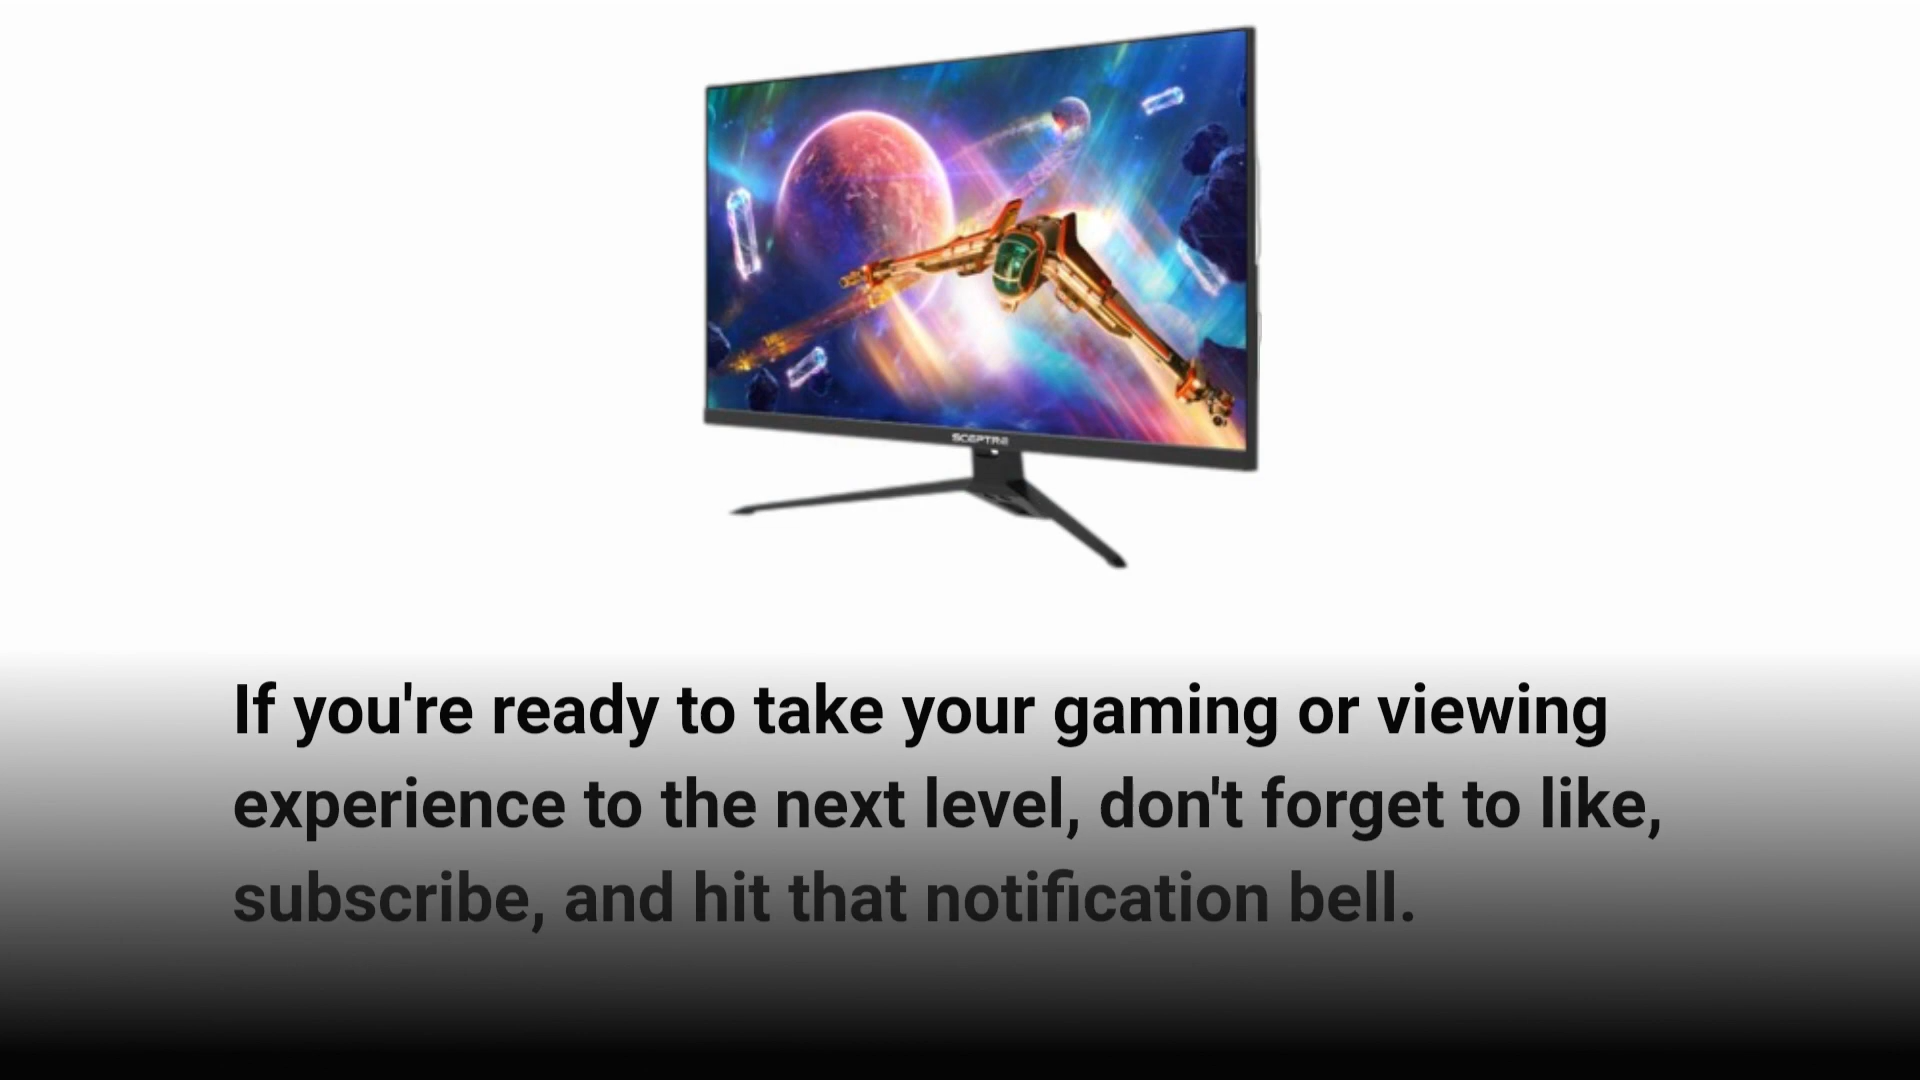 SCEPTRE
If you're ready to take your gaming or viewing
experience to the next level, don't forget to like,
subscribe, and hit that notification bell.